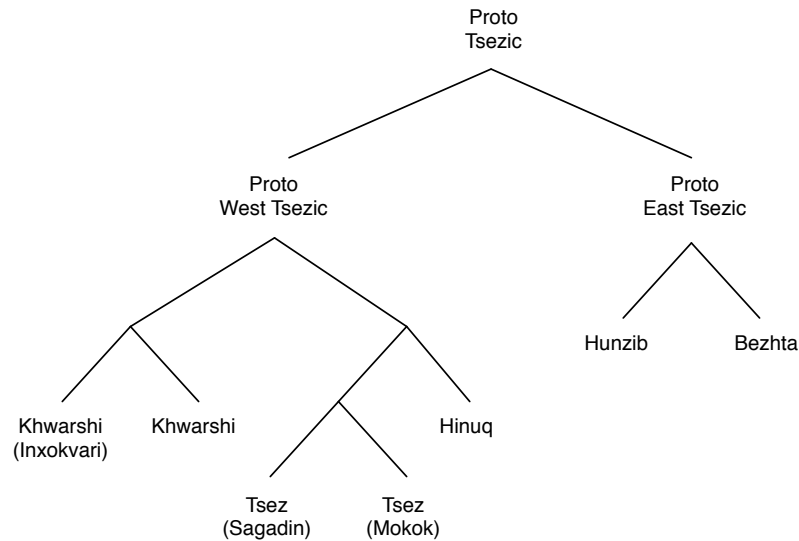 Proto
Tsezic
Proto
West Tsezic
Proto
East Tsezic
Hunzib
Bezhta
Khwarshi
(Inxokvari)
Khwarshi
Hinuq
Tsez
(Sagadin)
Tsez
(Mokok)